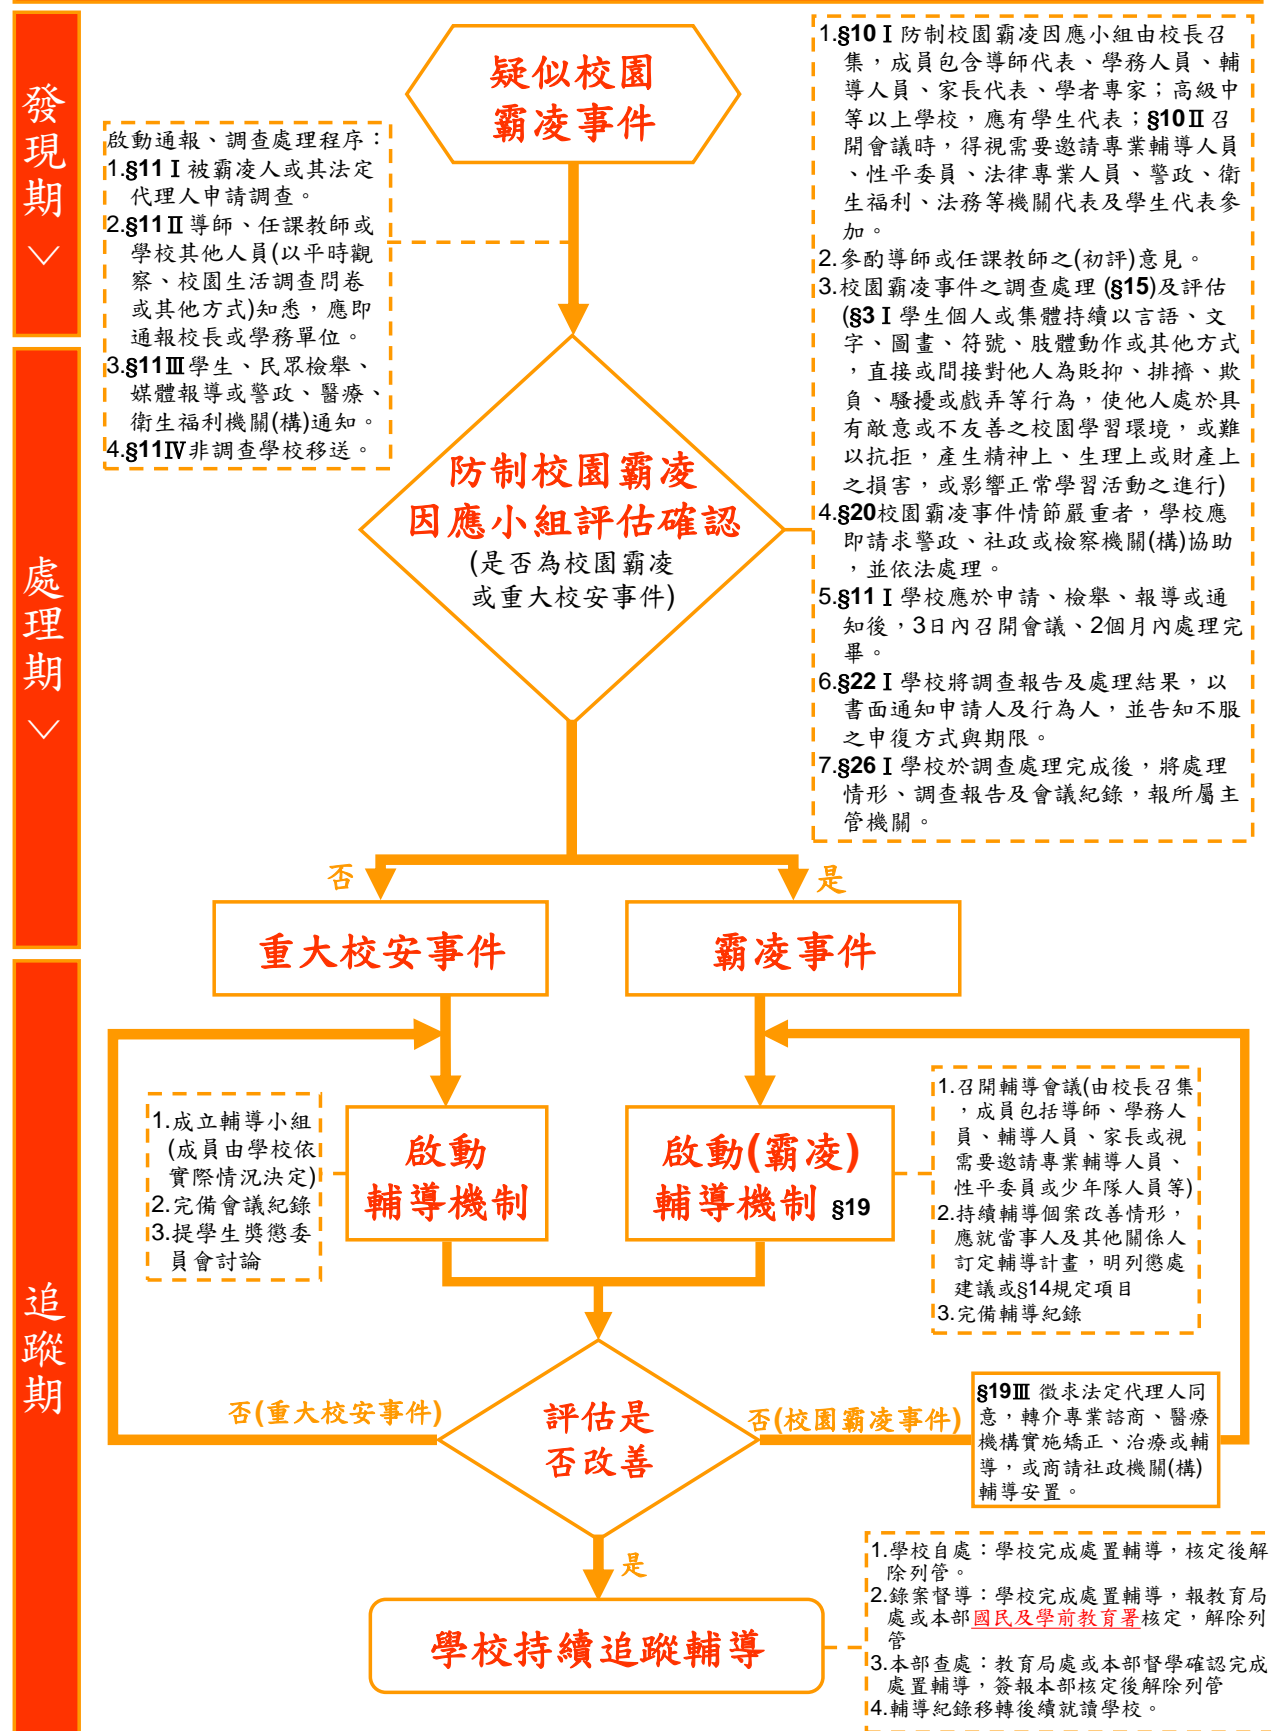 發現期﹀
疑似校園
霸凌事件
啟動通報、調查處理程序：
1.§11Ⅰ被霸凌人或其法定
代理人申請調查。
2.§11Ⅱ導師、任課教師或
學校其他人員(以平時觀
察、校園生活調查問卷
或其他方式)知悉，應即
通報校長或學務單位。
3.§11Ⅲ學生、民眾檢舉、
媒體報導或警政、醫療、
衛生福利機關(構)通知。
4.§11Ⅳ非調查學校移送。
1.§10Ⅰ防制校園霸凌因應小組由校長召
集，成員包含導師代表、學務人員、輔
導人員、家長代表、學者專家；高級中
等以上學校，應有學生代表；§10Ⅱ召
開會議時，得視需要邀請專業輔導人員
、性平委員、法律專業人員、警政、衛
生福利、法務等機關代表及學生代表參
加。
2.參酌導師或任課教師之(初評)意見。
3.校園霸凌事件之調查處理 (§15)及評估
(§3Ⅰ學生個人或集體持續以言語、文
字、圖畫、符號、肢體動作或其他方式
，直接或間接對他人為貶抑、排擠、欺
負、騷擾或戲弄等行為，使他人處於具
有敵意或不友善之校園學習環境，或難
以抗拒，產生精神上、生理上或財產上
之損害，或影響正常學習活動之進行)
4.§20校園霸凌事件情節嚴重者，學校應
即請求警政、社政或檢察機關(構)協助
，並依法處理。
5.§11Ⅰ學校應於申請、檢舉、報導或通
知後，3日內召開會議、2個月內處理完
畢。
6.§22Ⅰ學校將調查報告及處理結果，以
書面通知申請人及行為人，並告知不服
之申復方式與期限。
7.§26Ⅰ學校於調查處理完成後，將處理
情形、調查報告及會議紀錄，報所屬主
管機關。
處理期﹀
防制校園霸凌
因應小組評估確認
(是否為校園霸凌
或重大校安事件)
否
是
重大校安事件
霸凌事件
追蹤期
1.成立輔導小組
(成員由學校依
實際情況決定)
2.完備會議紀錄
3.提學生獎懲委
員會討論
啟動
輔導機制
啟動(霸凌)
輔導機制 §19
1.召開輔導會議(由校長召集
，成員包括導師、學務人
員、輔導人員、家長或視
需要邀請專業輔導人員、
性平委員或少年隊人員等)
2.持續輔導個案改善情形，
應就當事人及其他關係人
訂定輔導計畫，明列懲處
建議或§14規定項目
3.完備輔導紀錄
否(重大校安事件)
評估是
否改善
否(校園霸凌事件)
§19Ⅲ 徵求法定代理人同
意，轉介專業諮商、醫療
機構實施矯正、治療或輔
導，或商請社政機關(構)
輔導安置。
是
學校持續追蹤輔導
1.學校自處：學校完成處置輔導，核定後解
除列管。
2.錄案督導：學校完成處置輔導，報教育局
處或本部國民及學前教育署核定，解除列
管
3.本部查處：教育局處或本部督學確認完成
處置輔導，簽報本部核定後解除列管
4.輔導紀錄移轉後續就讀學校。